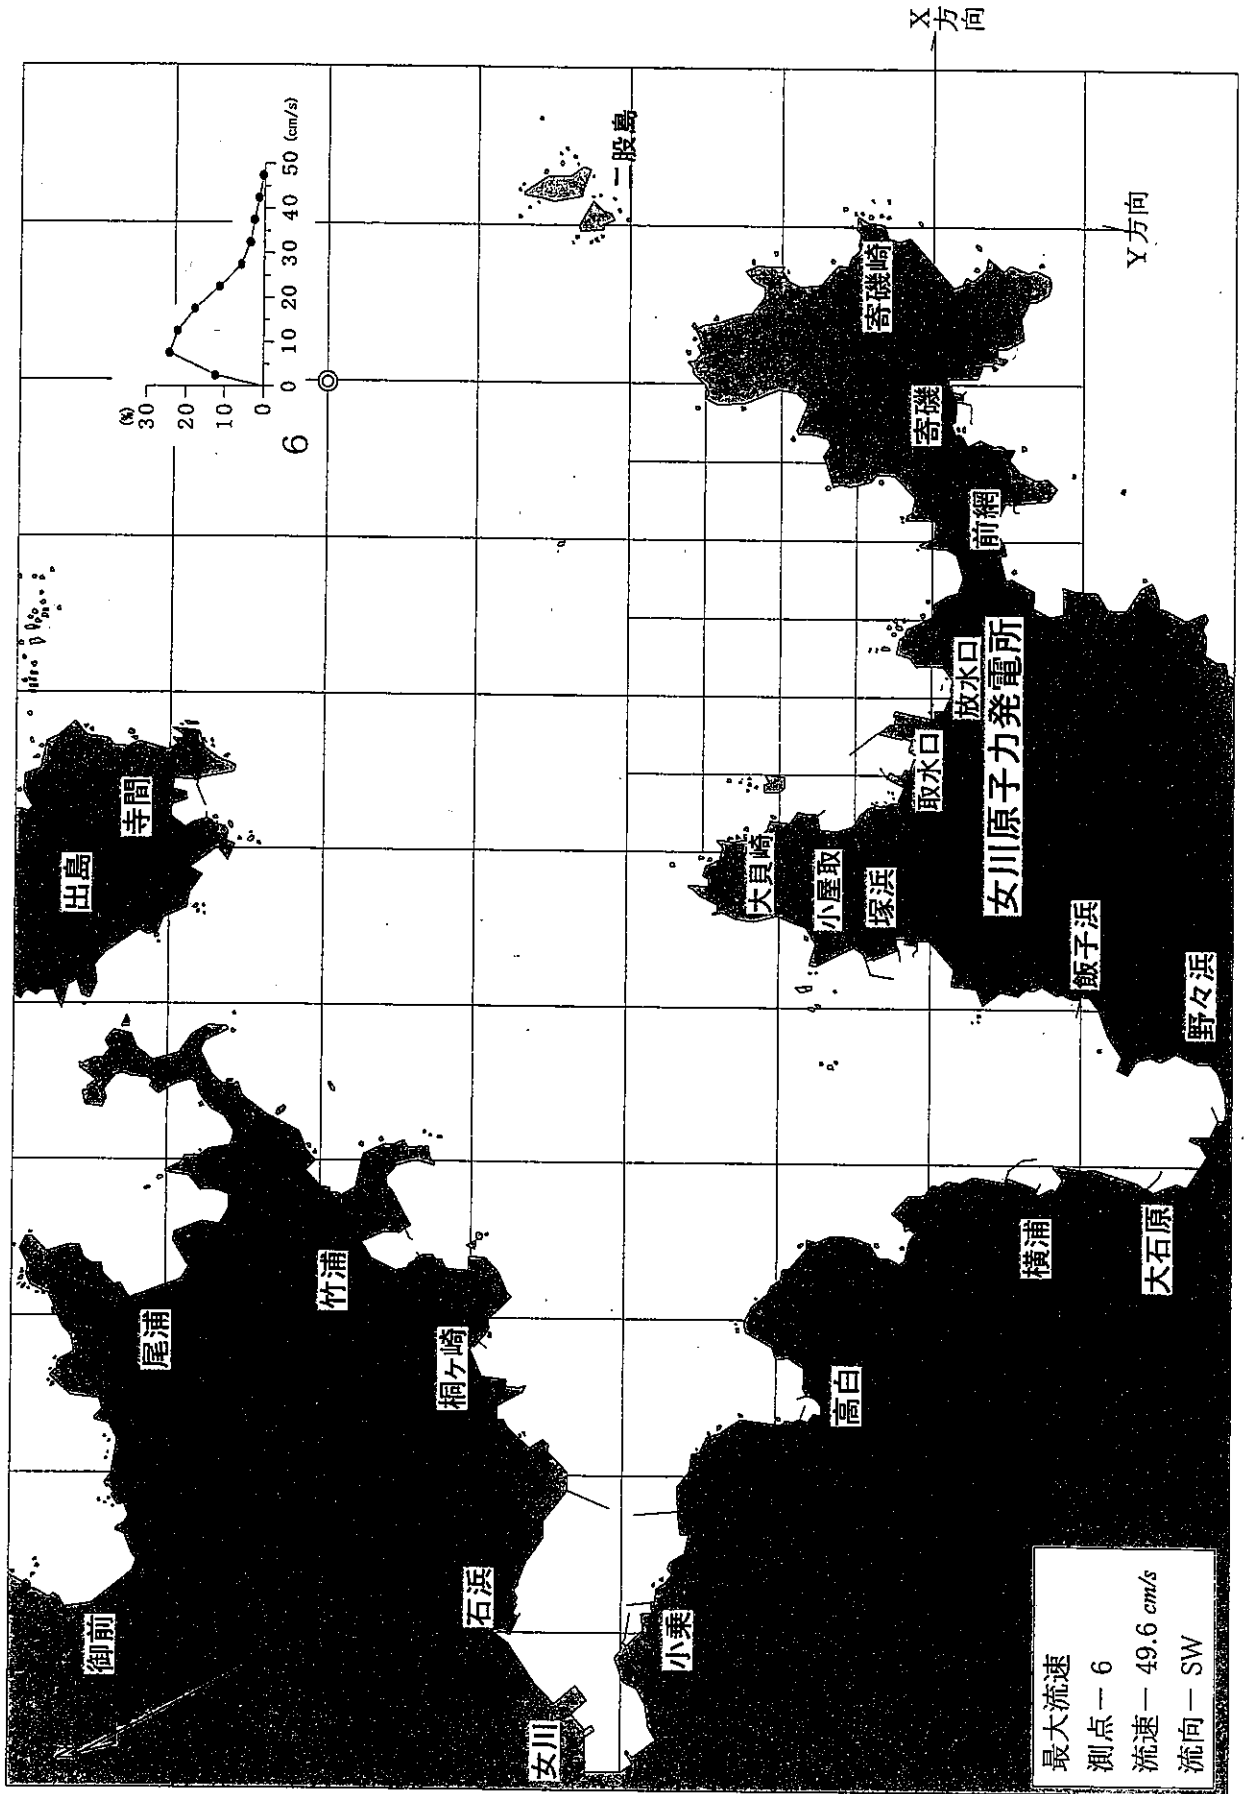 出島
御前
寺間
尾浦
(%)
30
20
10
0
0 10 20 30 40 50 (cm/s)
6
竹浦
桐ヶ崎
石浜
女川
二股島
小乗
大貝崎
小屋取
高白
塚浜
寄磯崎
取水口
寄磯
X方向
放水口
前網
女川原子力発電所
横浦
飯子浜
Y方向
大石原
野々浜
最大流速
測点ー 6
流速ー 49.6 cm/s
流向ー SW